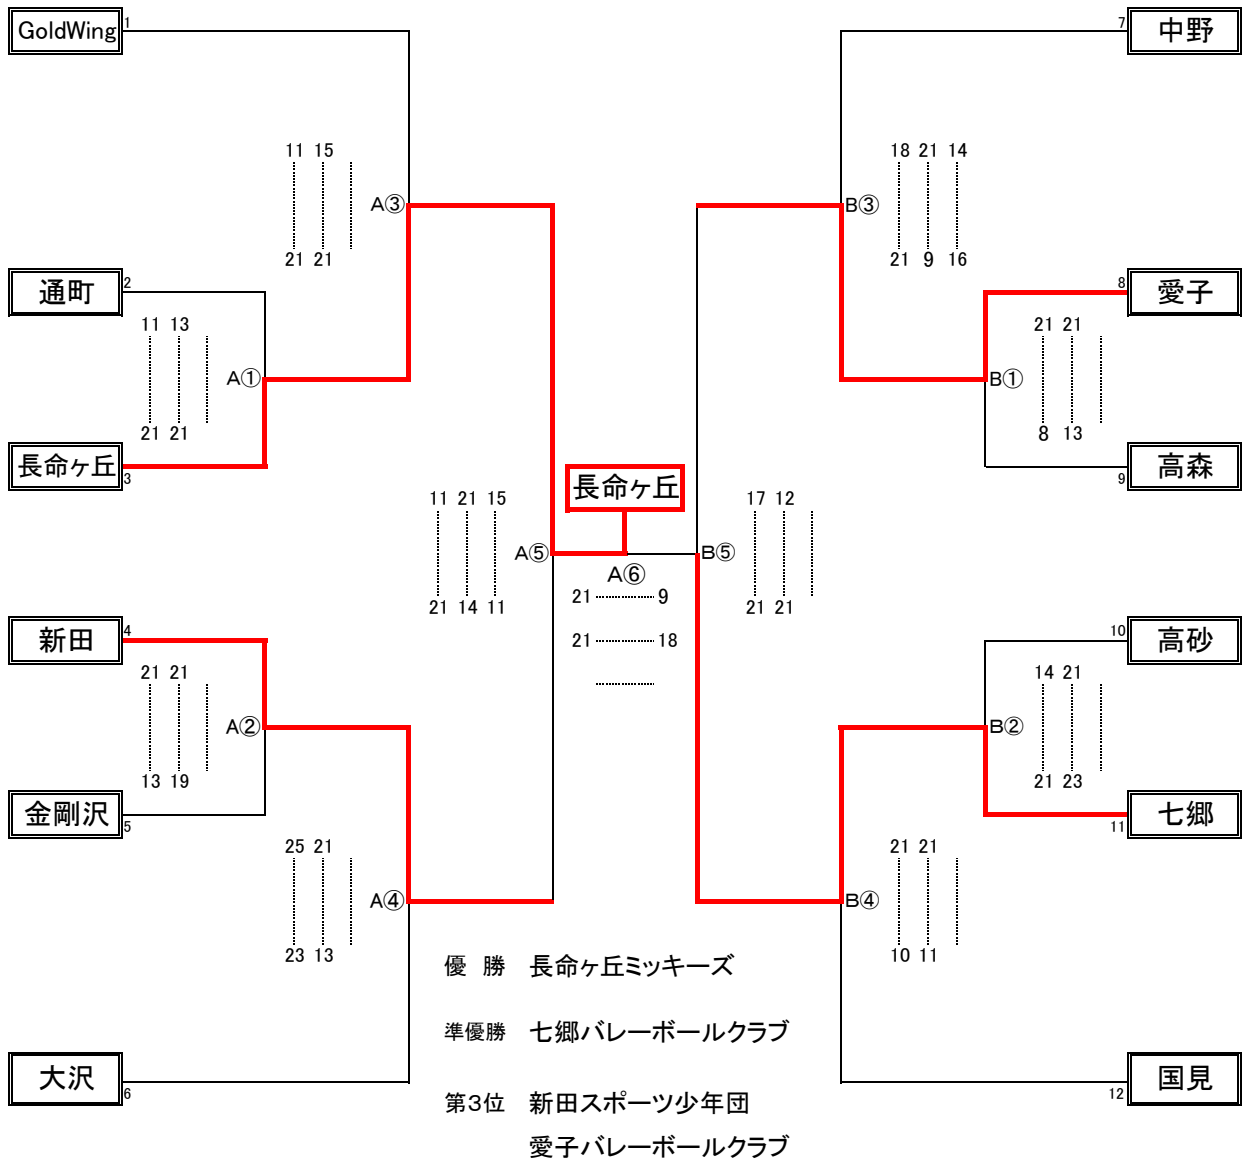 GoldWing 1
7 中野
11 15
18 21 14
A③
B③
21 21
21 9 16
通町 2
8 愛子
11 13
21 21
A①
B①
21 21
8 13
長命ヶ丘 3
長命ヶ丘
9 高森
11 21 15
17 12
A⑤
B⑤
A⑥
21 14 11
21 9
21 21
新田 4
21 18
10 高砂
21 21
14 21
A②
B②
13 19
21 23
金剛沢 5
11 七郷
25 21
21 21
A④
B④
23 13
10 11
優 勝 長命ヶ丘ミッキーズ
準優勝 七郷バレーボールクラブ
大沢 6
12 国見
第3位 新田スポーツ少年団
愛子バレーボールクラブ